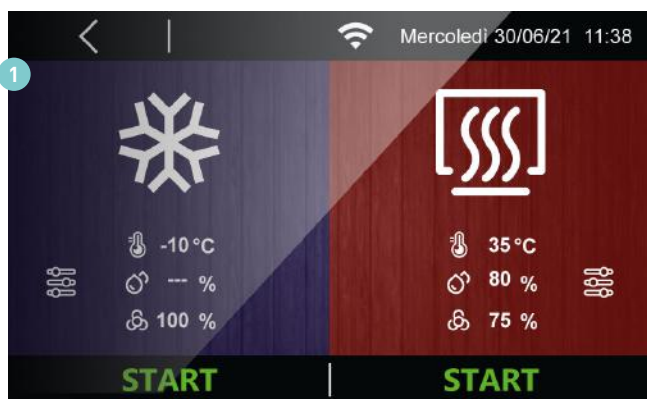 Mercoledì 30/06/21 11:38
1
-10 °C
--- %
100 %
35 °C
80 %
75 %
START
START